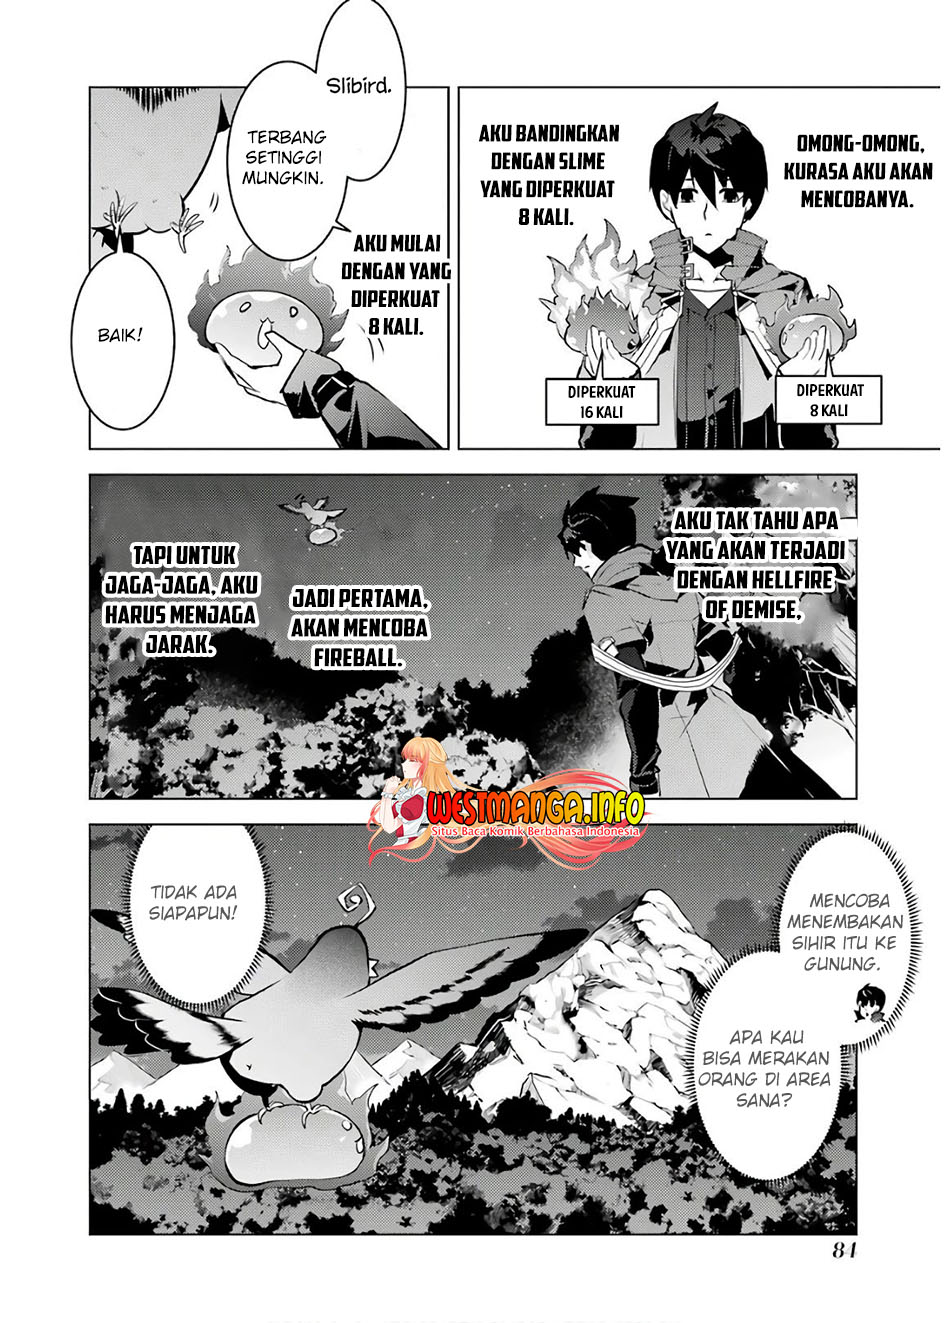 OMONG-OMONG,
KURASA AKU AKAN
MENCOBANYA.
AKU BANDINGKAN
DENGAN SLIME
YANG DIPERKUAT
8 KALI.
DIPERKUAT
8 KALI
DIPERKUAT
16 KALI
Slibird.
TERBANG
SETINGGI
MUNGKIN.
AKU MULAI
DENGAN YANG
DIPERKUAT
8 KALI.
BAIK!
AKU TAK TAHU APA
YANG AKAN TERJADI
DENGAN HELLFIRE
OF DEMISE,
JADI PERTAMA,
AKAN MENCOBA
FIREBALL.
TAPI UNTUK
JAGA-JAGA, AKU
HARUS MENJAGA
JARAK.
WESTMANGA.INFO
Situs Baca Komik Berbahasa Indonesia
MENCOBA
MENEMBAKAN
SIHIR ITU KE
GUNUNG.
APA KAU
BISA MERAKAN
ORANG DI AREA
SANA?
TIDAK ADA
SIAPAPUN!
84